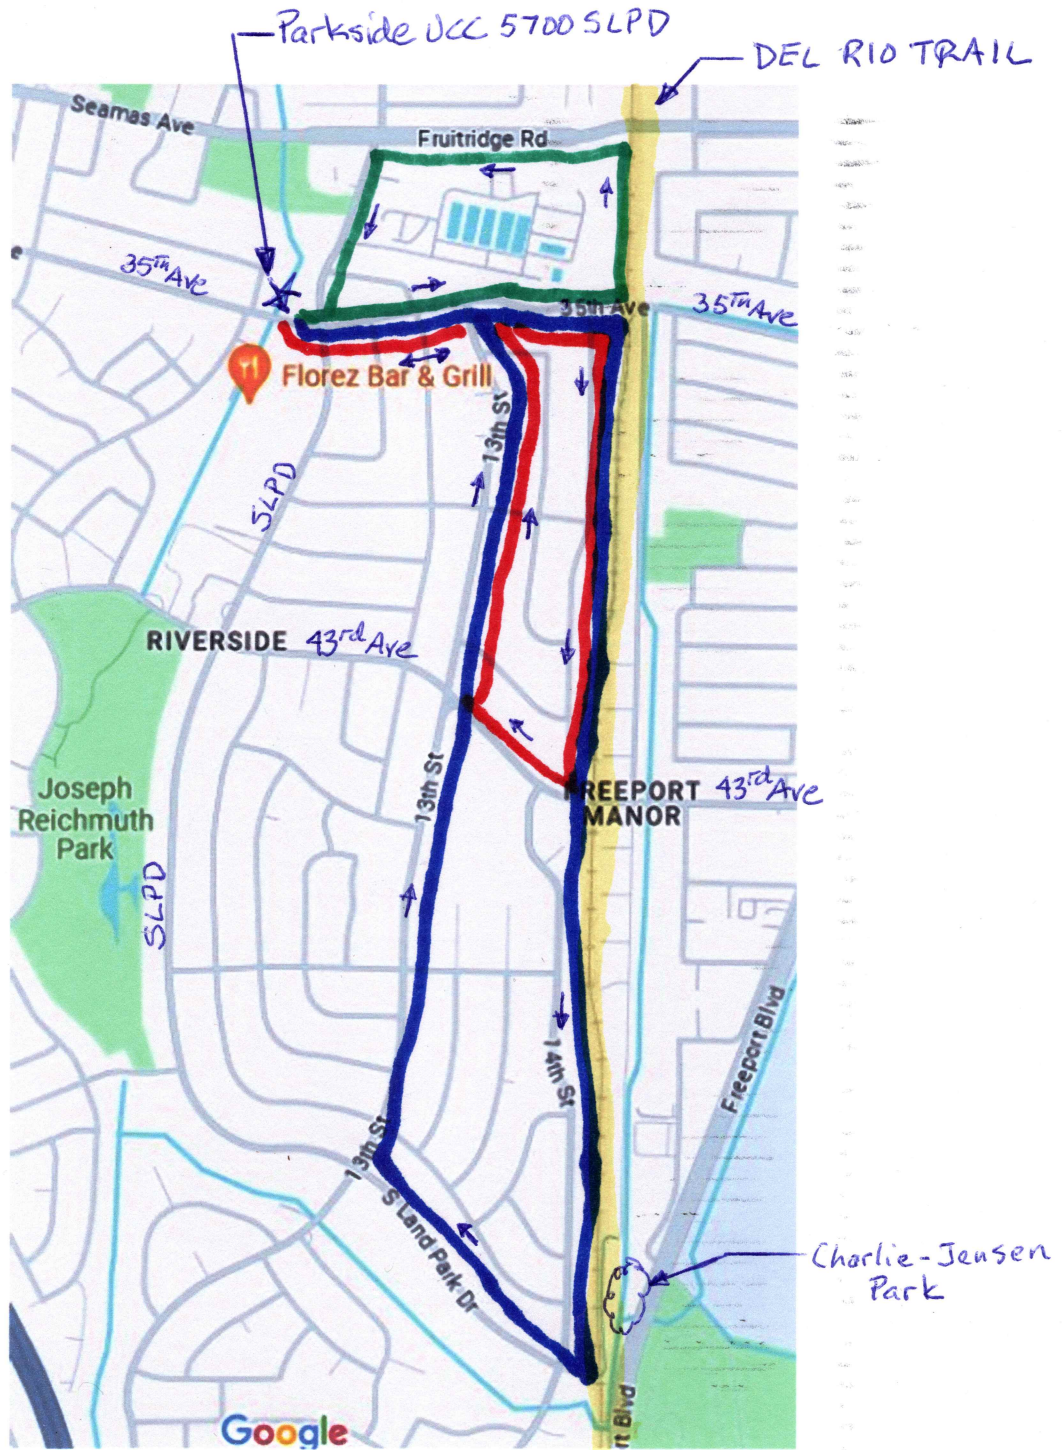 Parkside UCC 5700 SLPD
DEL RIO TRAIL
Seamas Ave
Fruitridge Rd
e
35th Ave
35th Ave
35th Ave
Florez Bar & Grill
13th St
SLPD
RIVERSIDE
43rd Ave
Joseph
Reichmuth
Park
13th St
FREEPORT
MANOR
43rd Ave
SLPD
Freeport Blvd
14th St
13th St
S Land Park Dr
Charlie-Jensen
Park
rt Blvd
Google